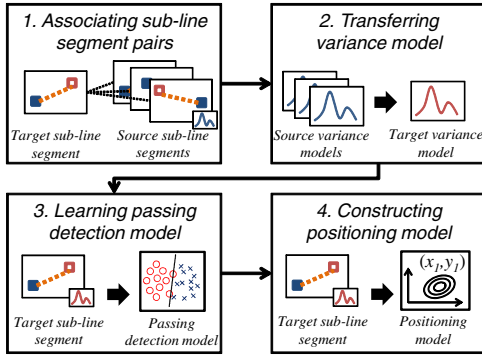 1. Associating sub-line
segment pairs
Target sub-line
segment
Source sub-line
segments
2. Transferring
variance model
Source variance
models
Target variance
model
3. Learning passing
detection model
Target sub-line
segment
Passing
detection model
4. Constructing
positioning model
(x₁,y₁)
Target sub-line
segment
Positioning
model